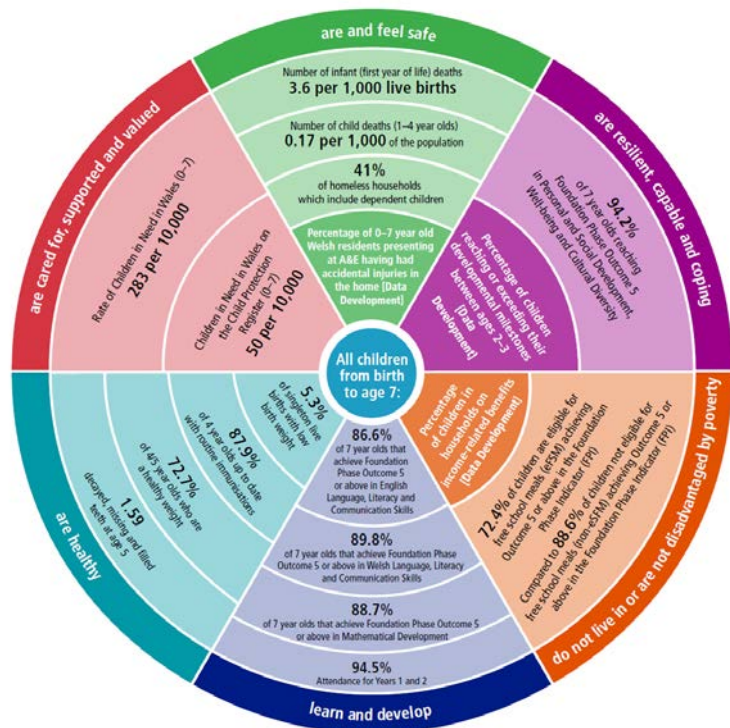 are and feel safe
Number of infant (first year of life) deaths
3.6 per 1,000 live births
Number of child deaths (1–4 year olds)
0.17 per 1,000 of the population
41%
of homeless households
which include dependent children
Percentage of 0–7 year old
Welsh residents presenting
at A&E having had
accidental injuries
in the home [Data
Development]
are resilient, capable and coping
94.2%
of 7 year olds reaching
Foundation Phase Outcome 5
in Personal and Social Development,
Well-being and Cultural Diversity
Percentage of children
reaching or exceeding their
developmental milestones
between ages 2–3
[Data
Development]
do not live in or are not disadvantaged by poverty
Percentage
of children in
households on
income-related benefits
[Data Development]
72.4% of children are eligible for
free school meals (eFSM) achieving
Outcome 5 or above in the Foundation
Phase Indicator (FPI)
Compared to 88.6% of children not eligible for
free school meals (non-eFSM) achieving Outcome 5 or
above in the Foundation Phase Indicator (FPI)
learn and develop
86.6%
of 7 year olds that
achieve Foundation
Phase Outcome 5
or above in English
Language, Literacy and
Communication Skills
89.8%
of 7 year olds that achieve Foundation Phase
Outcome 5 or above in Welsh Language, Literacy
and Communication Skills
88.7%
of 7 year olds that achieve Foundation Phase Outcome 5
or above in Mathematical Development
94.5%
Attendance for Years 1 and 2
are healthy
5.3%
of singleton live
births with low
birth weight
87.9%
of 4 year olds up to date
with routine immunisations
72.7%
of 4/5 year olds who are
a healthy weight
1.59
decayed, missing and filled
teeth at age 5
are cared for, supported and valued
Rate of Children in Need in Wales (0–7)
283 per 10,000
Children in Need in Wales on
the Child Protection
Register (0–7)
50 per 10,000
All children
from birth
to age 7: